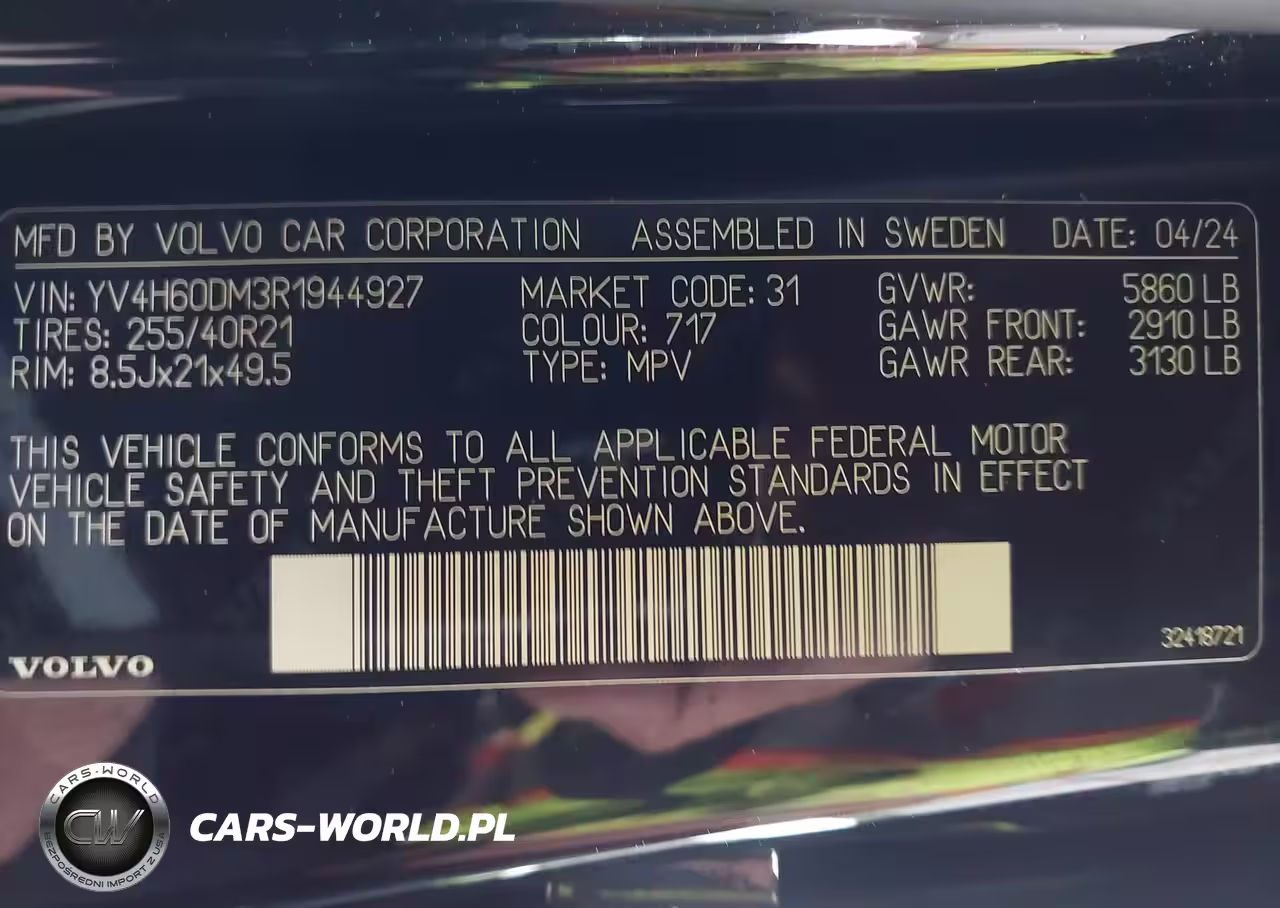 MFD BY VOLVO CAR CORPORATION ASSEMBLED IN SWEDEN DATE: 04/24
VIN: YV4H60DM3R1944927 MARKET CODE: 31 GVWR: 5860 LB
TIRES: 255/40R21 COLOUR: 717 GAWR FRONT: 2910 LB
RIM: 8.5Jx21x49.5 TYPE: MPV GAWR REAR: 3130 LB
THIS VEHICLE CONFORMS TO ALL APPLICABLE FEDERAL MOTOR
VEHICLE SAFETY AND THEFT PREVENTION STANDARDS IN EFFECT
ON THE DATE OF MANUFACTURE SHOWN ABOVE.
32418721
VOLVO
CARS-WORLD
CW
BEZPOŚREDNI IMPORT Z USA
CARS-WORLD.PL